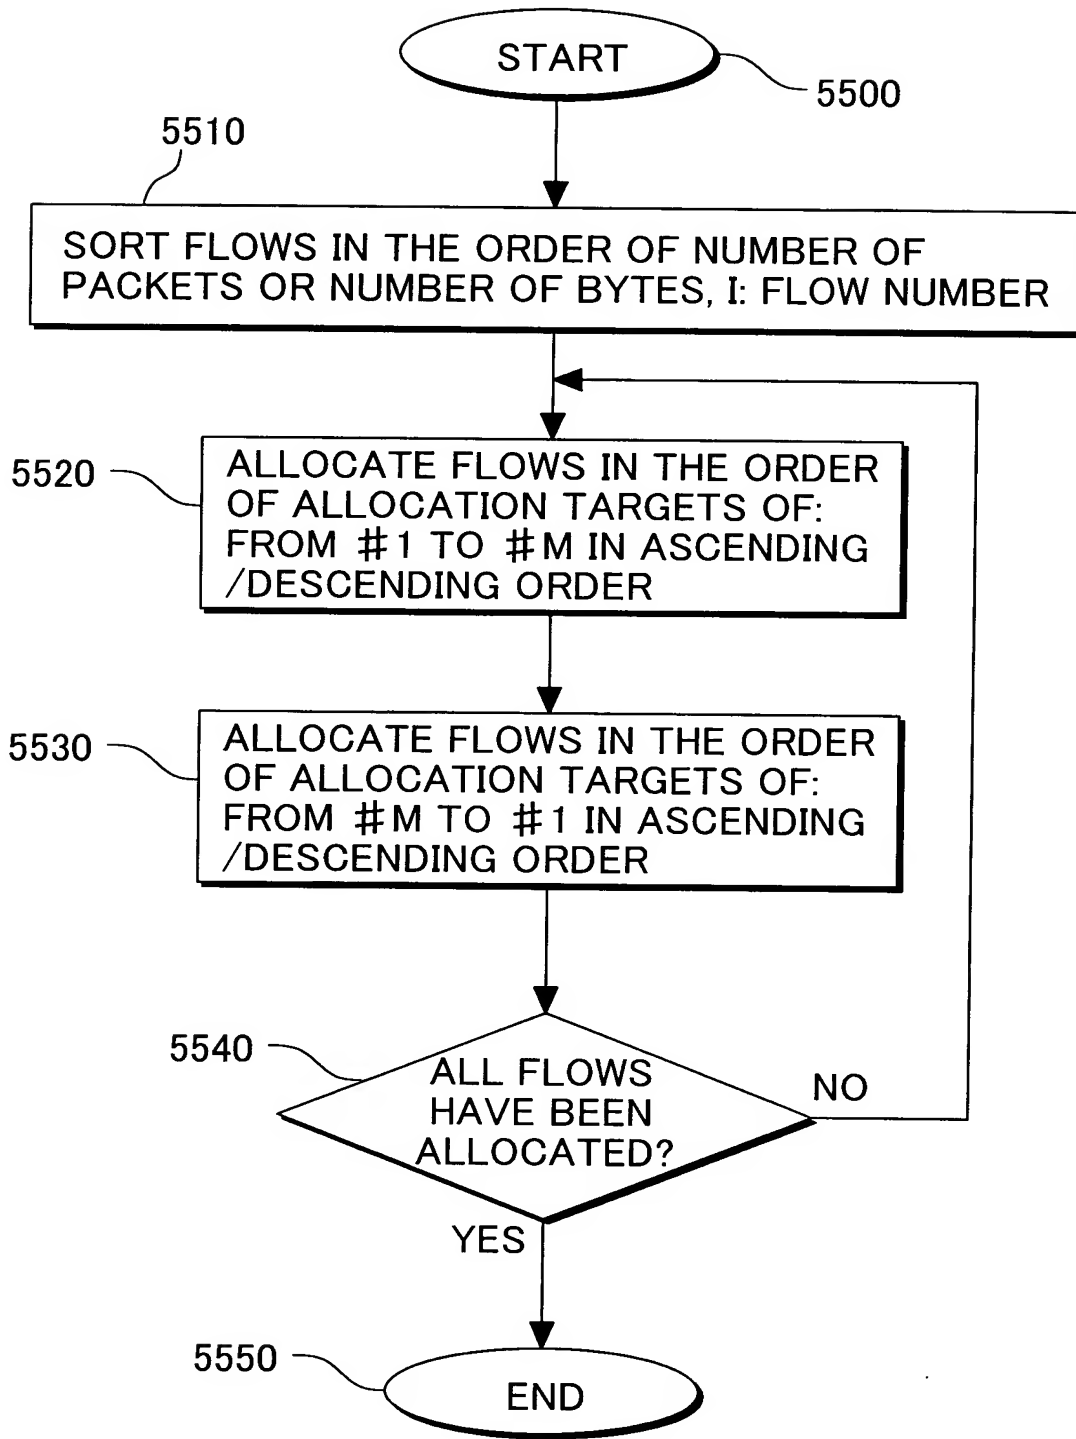 START
5500
5510
SORT FLOWS IN THE ORDER OF NUMBER OF
PACKETS OR NUMBER OF BYTES, I: FLOW NUMBER
5520
ALLOCATE FLOWS IN THE ORDER
OF ALLOCATION TARGETS OF:
FROM #1 TO #M IN ASCENDING
/DESCENDING ORDER
5530
ALLOCATE FLOWS IN THE ORDER
OF ALLOCATION TARGETS OF:
FROM #M TO #1 IN ASCENDING
/DESCENDING ORDER
5540
ALL FLOWS
HAVE BEEN
ALLOCATED?
NO
YES
5550
END